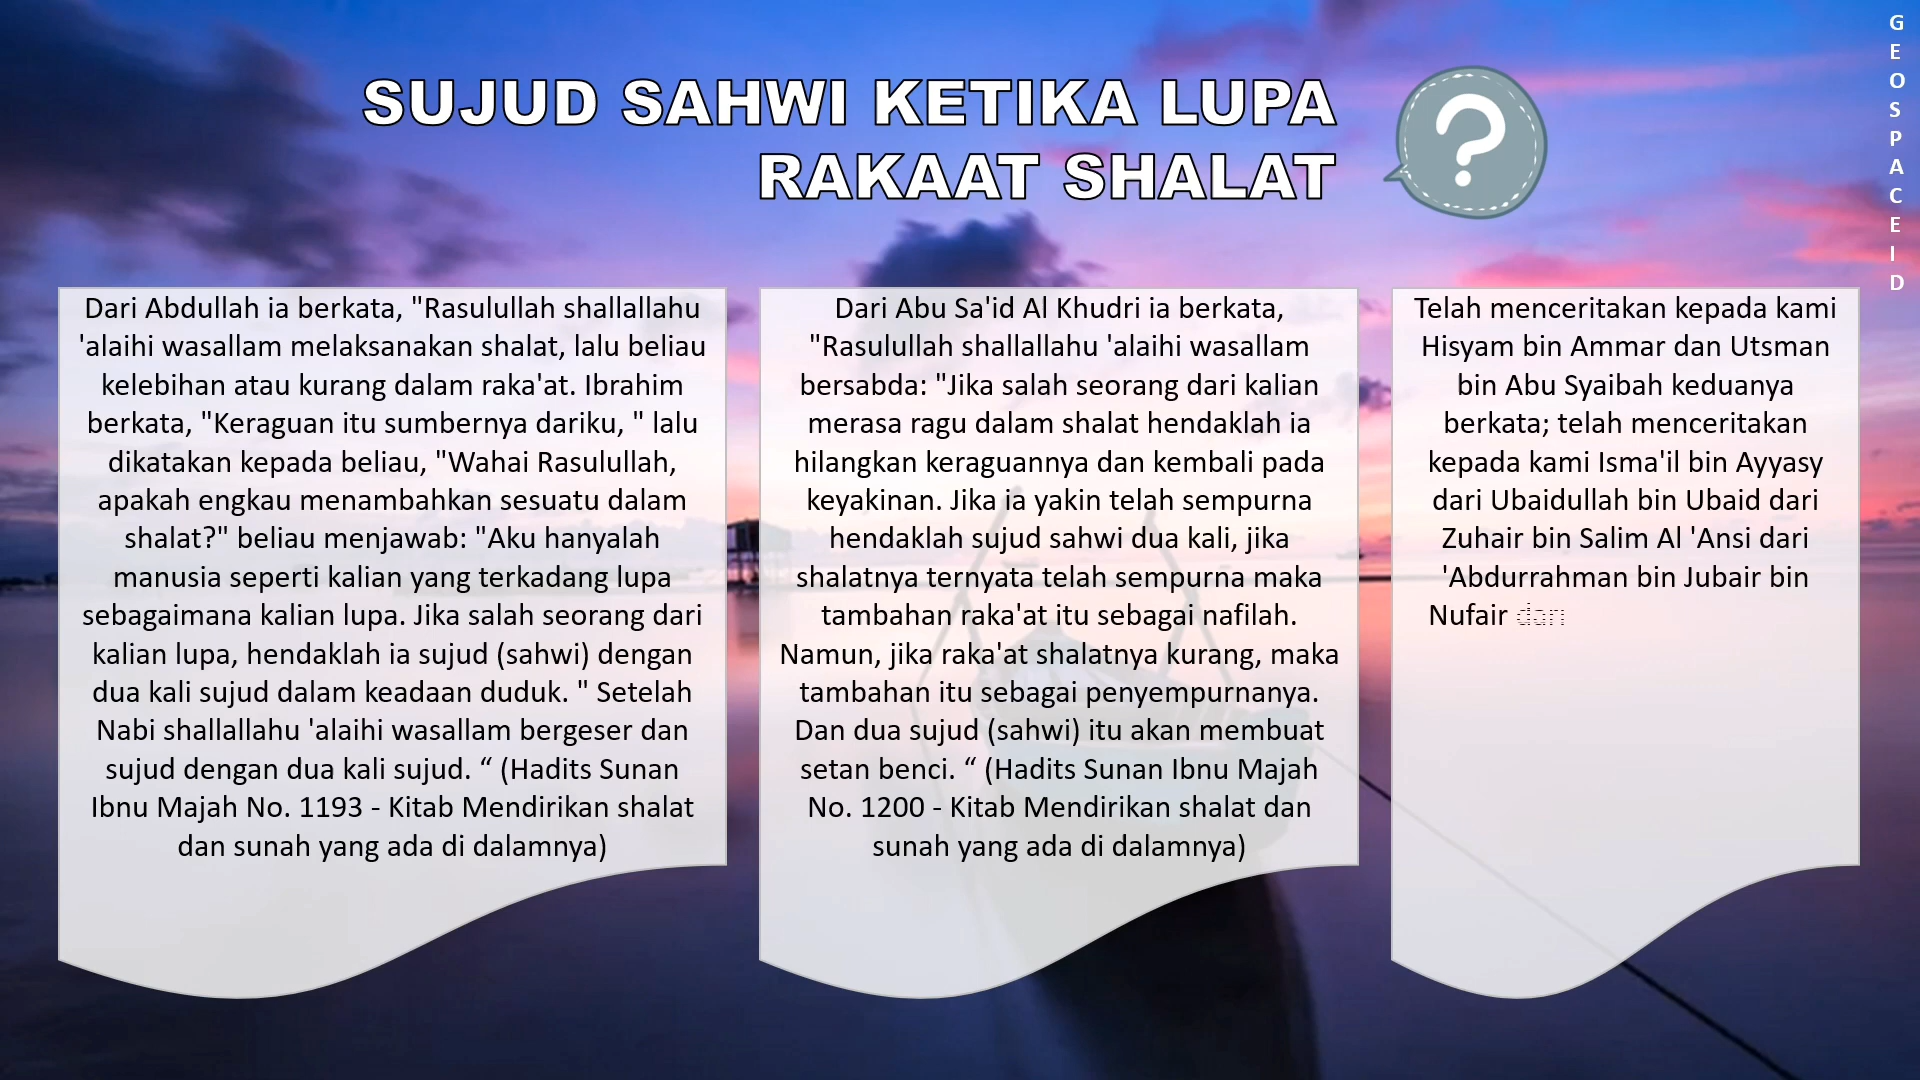 SUJUD SAHWI KETIKA LUPA
RAKAAT SHALAT
?
GEOSPACEID
Dari Abdullah ia berkata, "Rasulullah shallallahu
'alaihi wasallam melaksanakan shalat, lalu beliau
kelebihan atau kurang dalam raka'at. Ibrahim
berkata, "Keraguan itu sumbernya dariku, " lalu
dikatakan kepada beliau, "Wahai Rasulullah,
apakah engkau menambahkan sesuatu dalam
shalat?" beliau menjawab: "Aku hanyalah
manusia seperti kalian yang terkadang lupa
sebagaimana kalian lupa. Jika salah seorang dari
kalian lupa, hendaklah ia sujud (sahwi) dengan
dua kali sujud dalam keadaan duduk. " Setelah
Nabi shallallahu 'alaihi wasallam bergeser dan
sujud dengan dua kali sujud. “ (Hadits Sunan
Ibnu Majah No. 1193 - Kitab Mendirikan shalat
dan sunah yang ada di dalamnya)
Dari Abu Sa'id Al Khudri ia berkata,
"Rasulullah shallallahu 'alaihi wasallam
bersabda: "Jika salah seorang dari kalian
merasa ragu dalam shalat hendaklah ia
hilangkan keraguannya dan kembali pada
keyakinan. Jika ia yakin telah sempurna
hendaklah sujud sahwi dua kali, jika
shalatnya ternyata telah sempurna maka
tambahan raka'at itu sebagai nafilah.
Namun, jika raka'at shalatnya kurang, maka
tambahan itu sebagai penyempurnanya.
Dan dua sujud (sahwi) itu akan membuat
setan benci. “ (Hadits Sunan Ibnu Majah
No. 1200 - Kitab Mendirikan shalat dan
sunah yang ada di dalamnya)
Telah menceritakan kepada kami
Hisyam bin Ammar dan Utsman
bin Abu Syaibah keduanya
berkata; telah menceritakan
kepada kami Isma'il bin Ayyasy
dari Ubaidullah bin Ubaid dari
Zuhair bin Salim Al 'Ansi dari
'Abdurrahman bin Jubair bin
Nufair dari